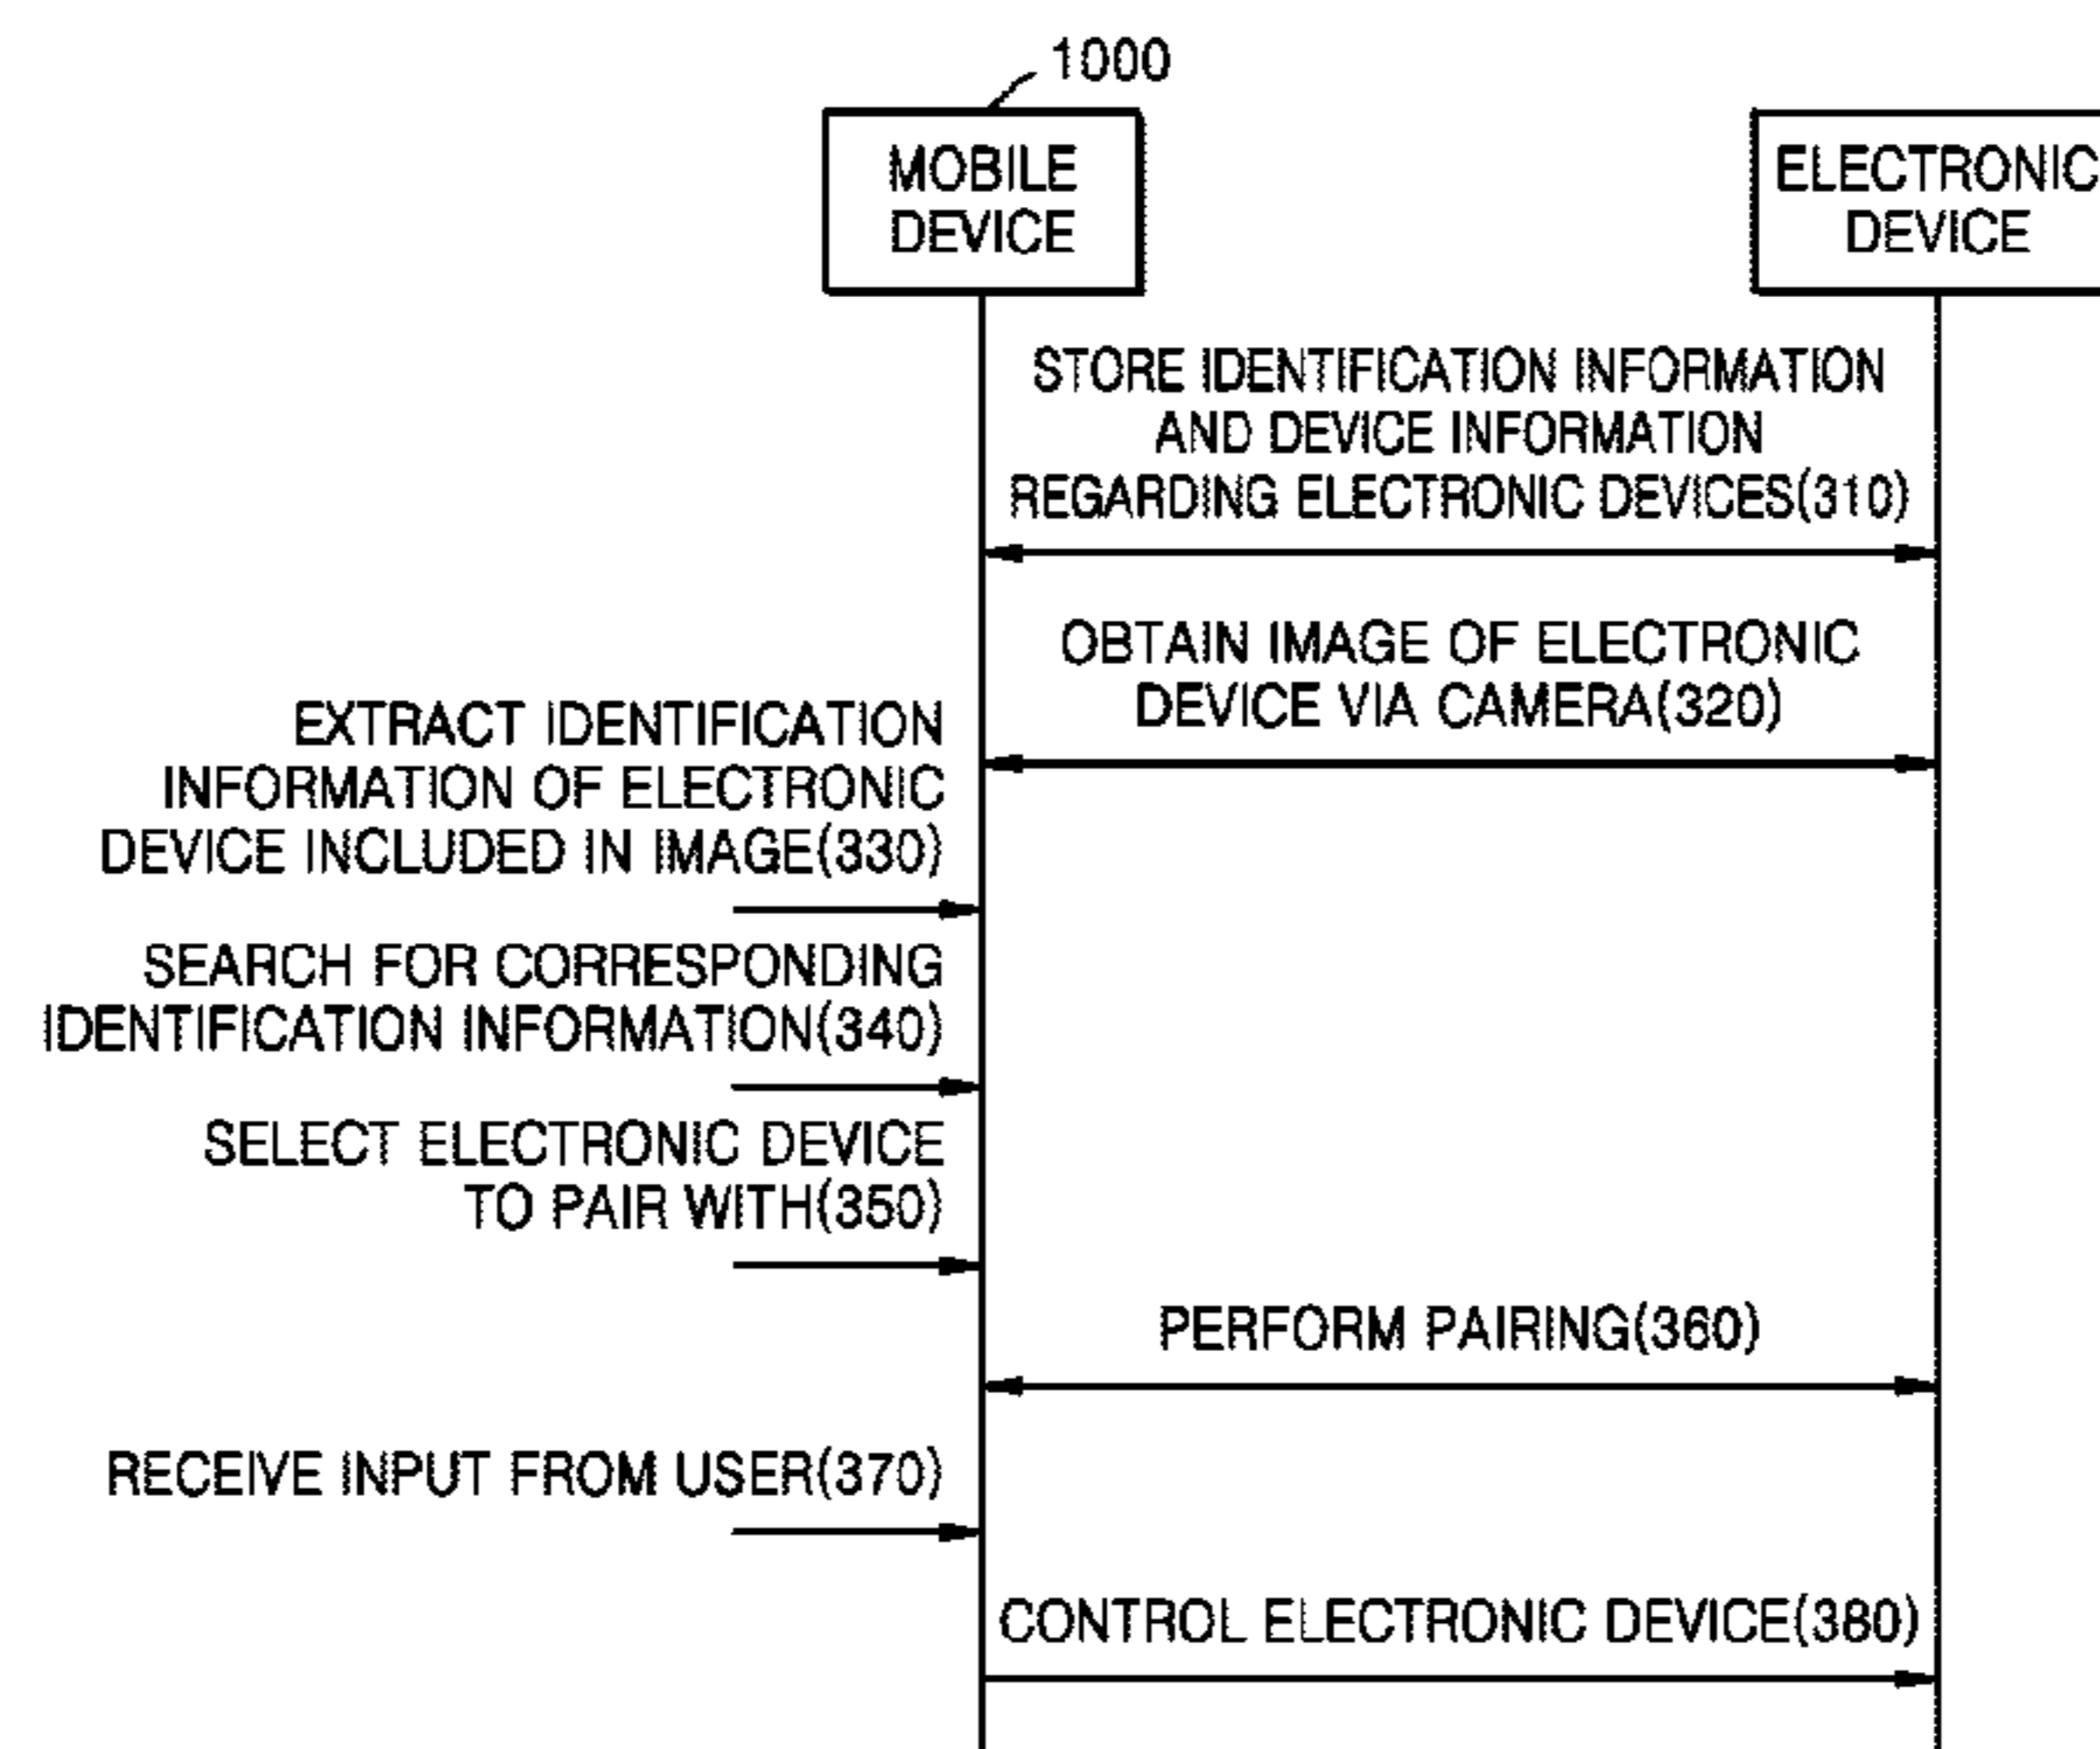 1000
MOBILE
DEVICE
ELECTRONIC
DEVICE
STORE IDENTIFICATION INFORMATION
AND DEVICE INFORMATION
REGARDING ELECTRONIC DEVICES(310)
OBTAIN IMAGE OF ELECTRONIC
DEVICE VIA CAMERA(320)
EXTRACT IDENTIFICATION
INFORMATION OF ELECTRONIC
DEVICE INCLUDED IN IMAGE(330)
SEARCH FOR CORRESPONDING
IDENTIFICATION INFORMATION(340)
SELECT ELECTRONIC DEVICE
TO PAIR WITH(350)
PERFORM PAIRING(360)
RECEIVE INPUT FROM USER(370)
CONTROL ELECTRONIC DEVICE(380)